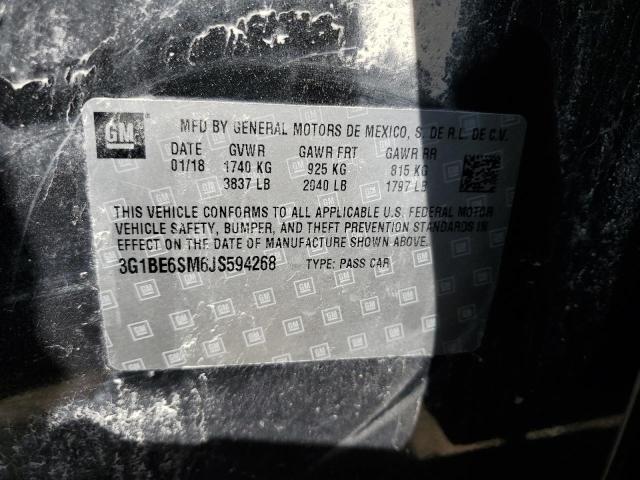 GM
MFD BY GENERAL MOTORS DE MEXICO, S. DE R.L. DE C.V.
DATE GVWR GAWR FRT GAWR RR
01/18 1740 KG 925 KG 815 KG
3837 LB 2040 LB 1797 LB
THIS VEHICLE CONFORMS TO ALL APPLICABLE U.S. FEDERAL MOTOR
VEHICLE SAFETY, BUMPER, AND THEFT PREVENTION STANDARDS IN
EFFECT ON THE DATE OF MANUFACTURE SHOWN ABOVE.
3G1BE6SM6JS594268 TYPE: PASS CAR